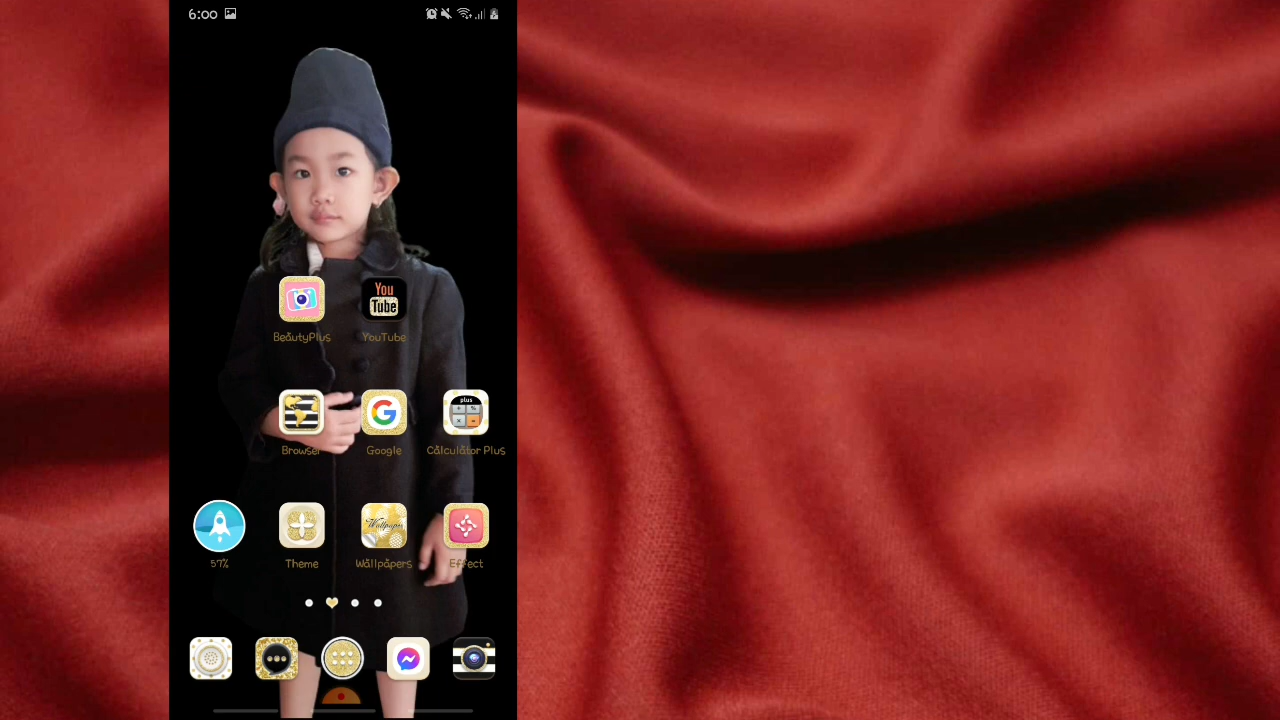 6:00
You
Tube
BeautyPlus
YouTube
plus
Browser
Google
Calculator Plus
Wallpaper
57%
Theme
Wallpapers
Effect